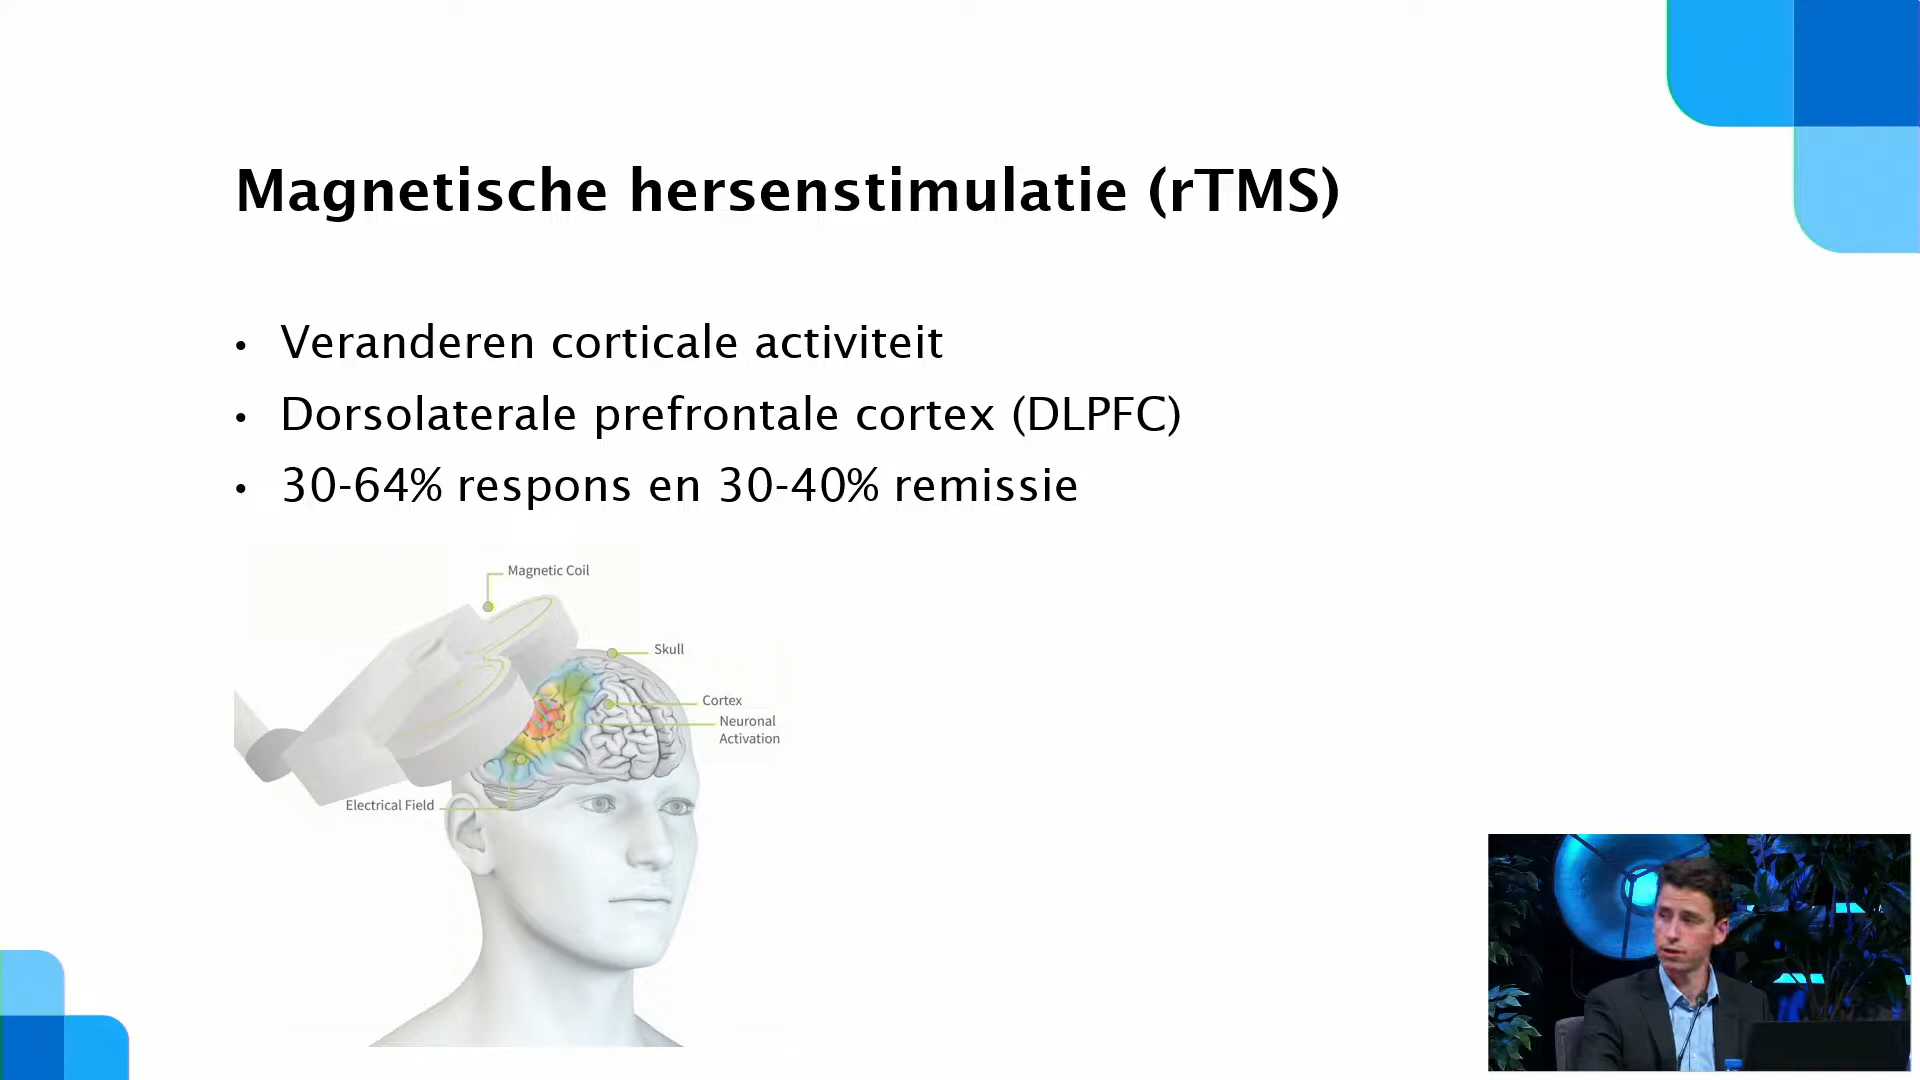 Magnetische hersenstimulatie (rTMS)
• Veranderen corticale activiteit
• Dorsolaterale prefrontale cortex (DLPFC)
• 30-64% respons en 30-40% remissie
Magnetic Coil
Skull
Cortex
Neuronal
Activation
Electrical Field